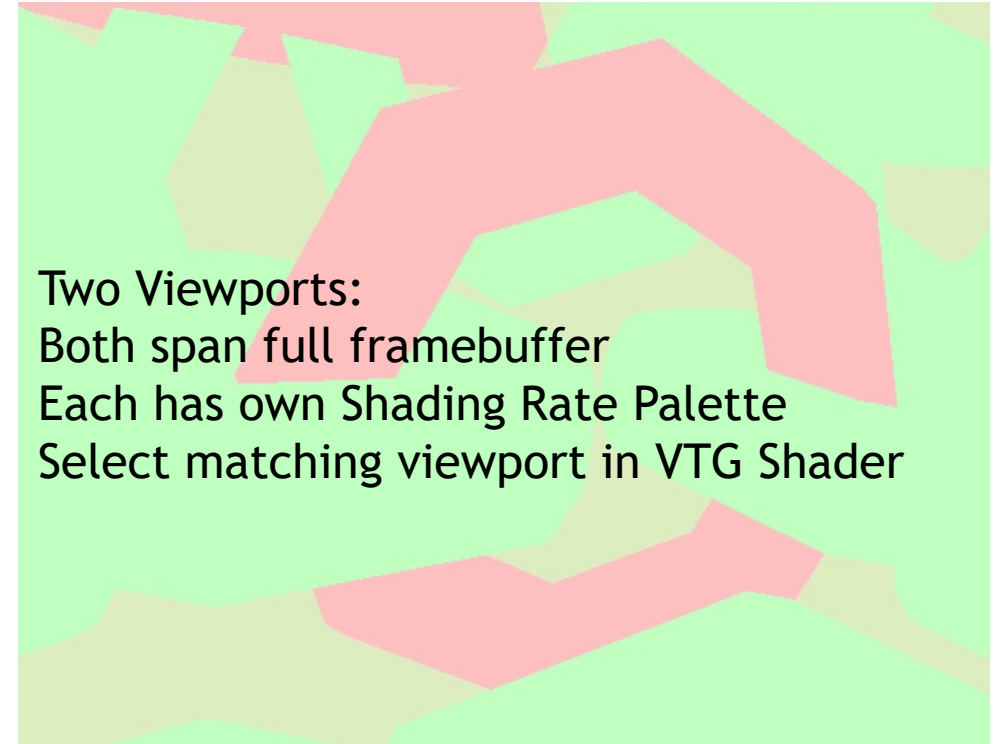 Two Viewports:
Both span full framebuffer
Each has own Shading Rate Palette
Select matching viewport in VTG Shader